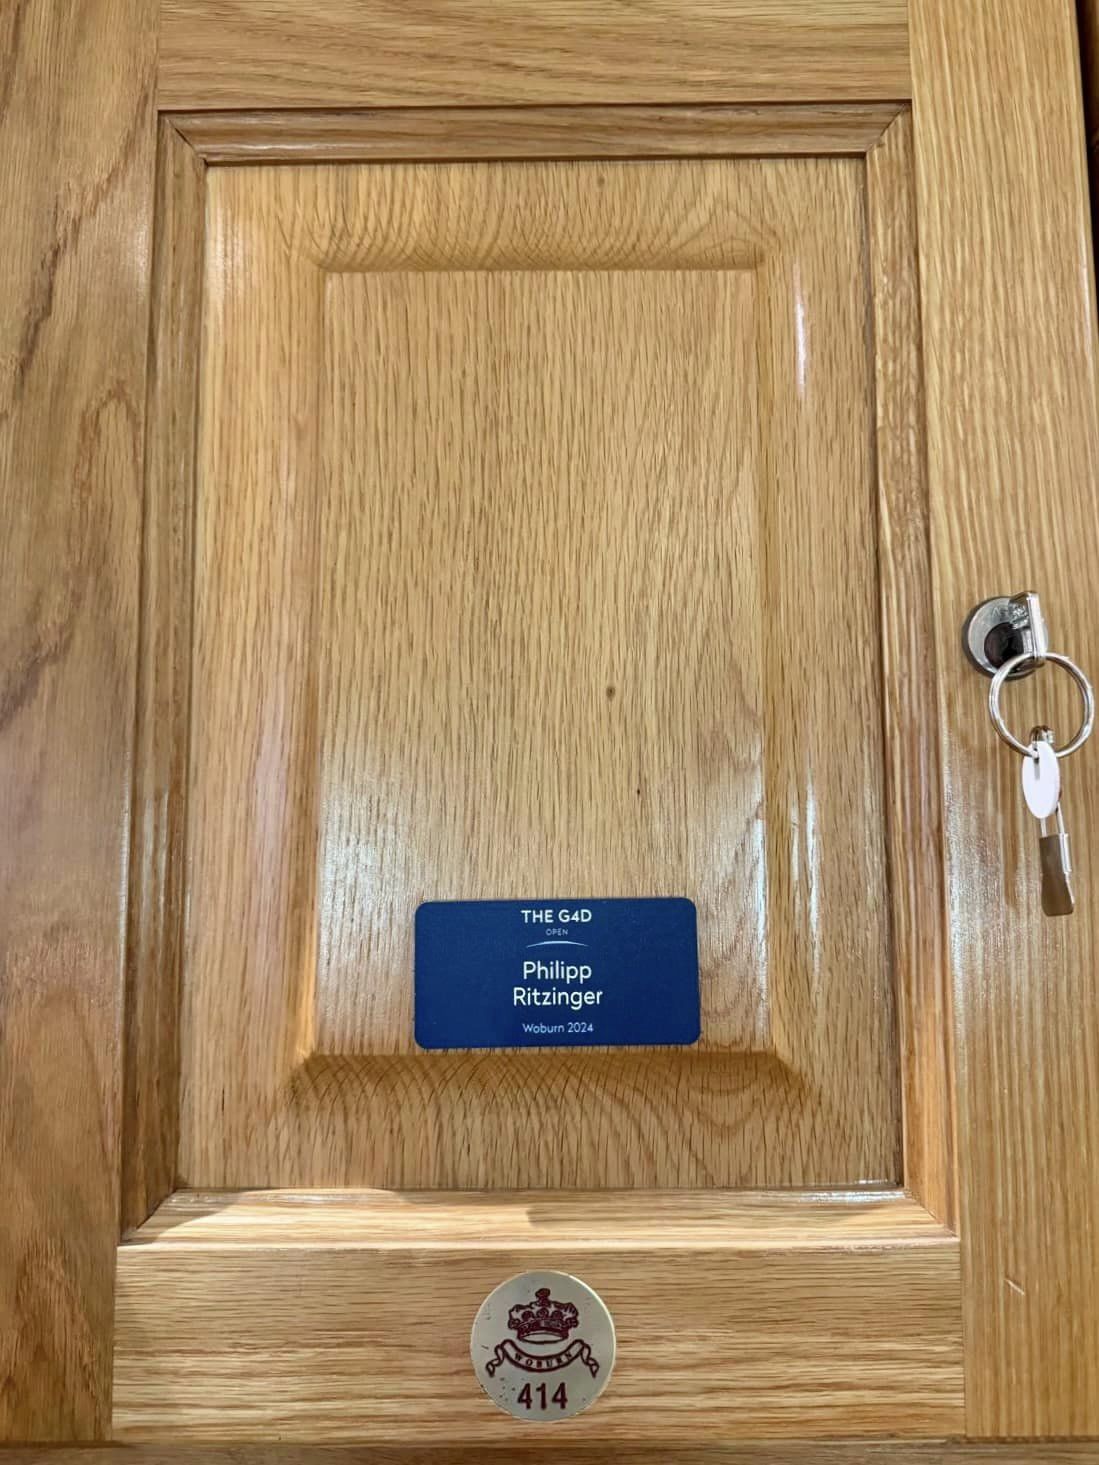 THE G4D
OPEN
Philipp
Ritzinger
Woburn 2024
WOBURN
414